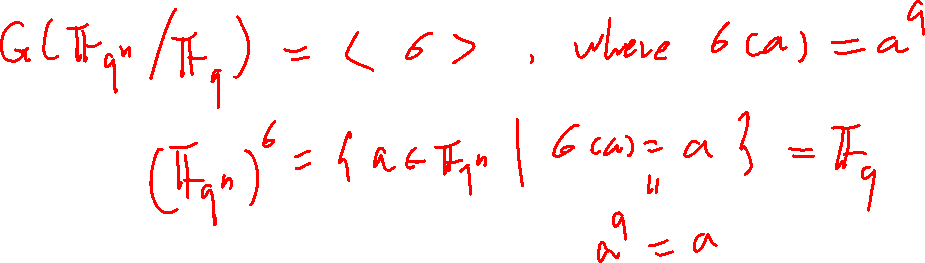 G(𝔽_{q^n}/𝔽_q) = <σ>, where σ(a) = a^q
(𝔽_{q^n})^σ = {a ∈ 𝔽_{q^n} | σ(a) = a} = 𝔽_q
"
a^q = a